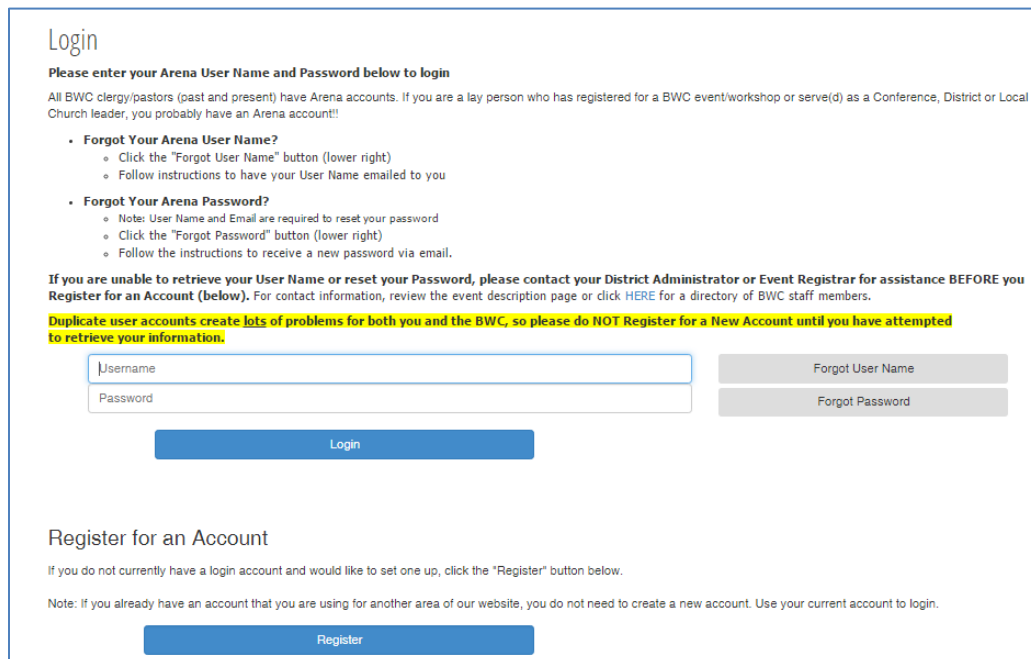 Login
Please enter your Arena User Name and Password below to login
All BWC clergy/pastors (past and present) have Arena accounts. If you are a lay person who has registered for a BWC event/workshop or serve(d) as a Conference, District or Local
Church leader, you probably have an Arena account!!
• Forgot Your Arena User Name?
◦ Click the "Forgot User Name" button (lower right)
◦ Follow instructions to have your User Name emailed to you
• Forgot Your Arena Password?
◦ Note: User Name and Email are required to reset your password
◦ Click the "Forgot Password" button (lower right)
◦ Follow the instructions to receive a new password via email.
If you are unable to retrieve your User Name or reset your Password, please contact your District Administrator or Event Registrar for assistance BEFORE you
Register for an Account (below). For contact information, review the event description page or click HERE for a directory of BWC staff members.
Duplicate user accounts create lots of problems for both you and the BWC, so please do NOT Register for a New Account until you have attempted
to retrieve your information.
Username
Forgot User Name
Password
Forgot Password
Login
Register for an Account
If you do not currently have a login account and would like to set one up, click the "Register" button below.
Note: If you already have an account that you are using for another area of our website, you do not need to create a new account. Use your current account to login.
Register